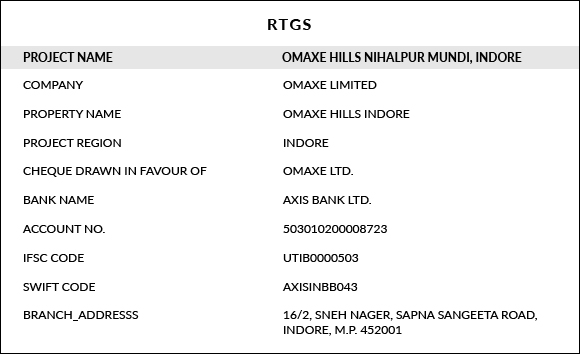 RTGS
PROJECT NAME OMAXE HILLS NIHALPUR MUNDI, INDORE
COMPANY OMAXE LIMITED
PROPERTY NAME OMAXE HILLS INDORE
PROJECT REGION INDORE
CHEQUE DRAWN IN FAVOUR OF OMAXE LTD.
BANK NAME AXIS BANK LTD.
ACCOUNT NO. 503010200008723
IFSC CODE UTIB0000503
SWIFT CODE AXISINBB043
BRANCH_ADDRESSS 16/2, SNEH NAGER, SAPNA SANGEETA ROAD,
INDORE, M.P. 452001